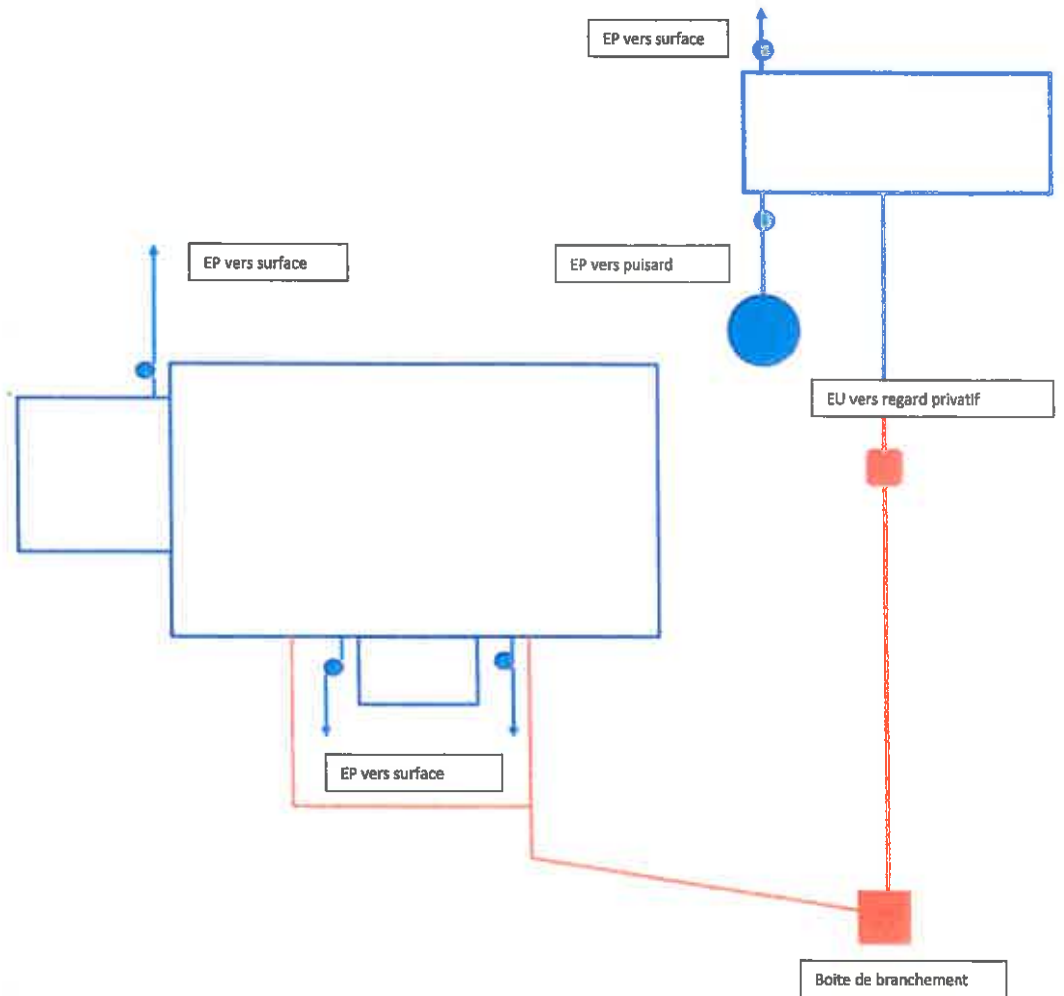 EP vers surface
EP vers surface
EP vers puisard
EU vers regard privatif
EP vers surface
Boite de branchement